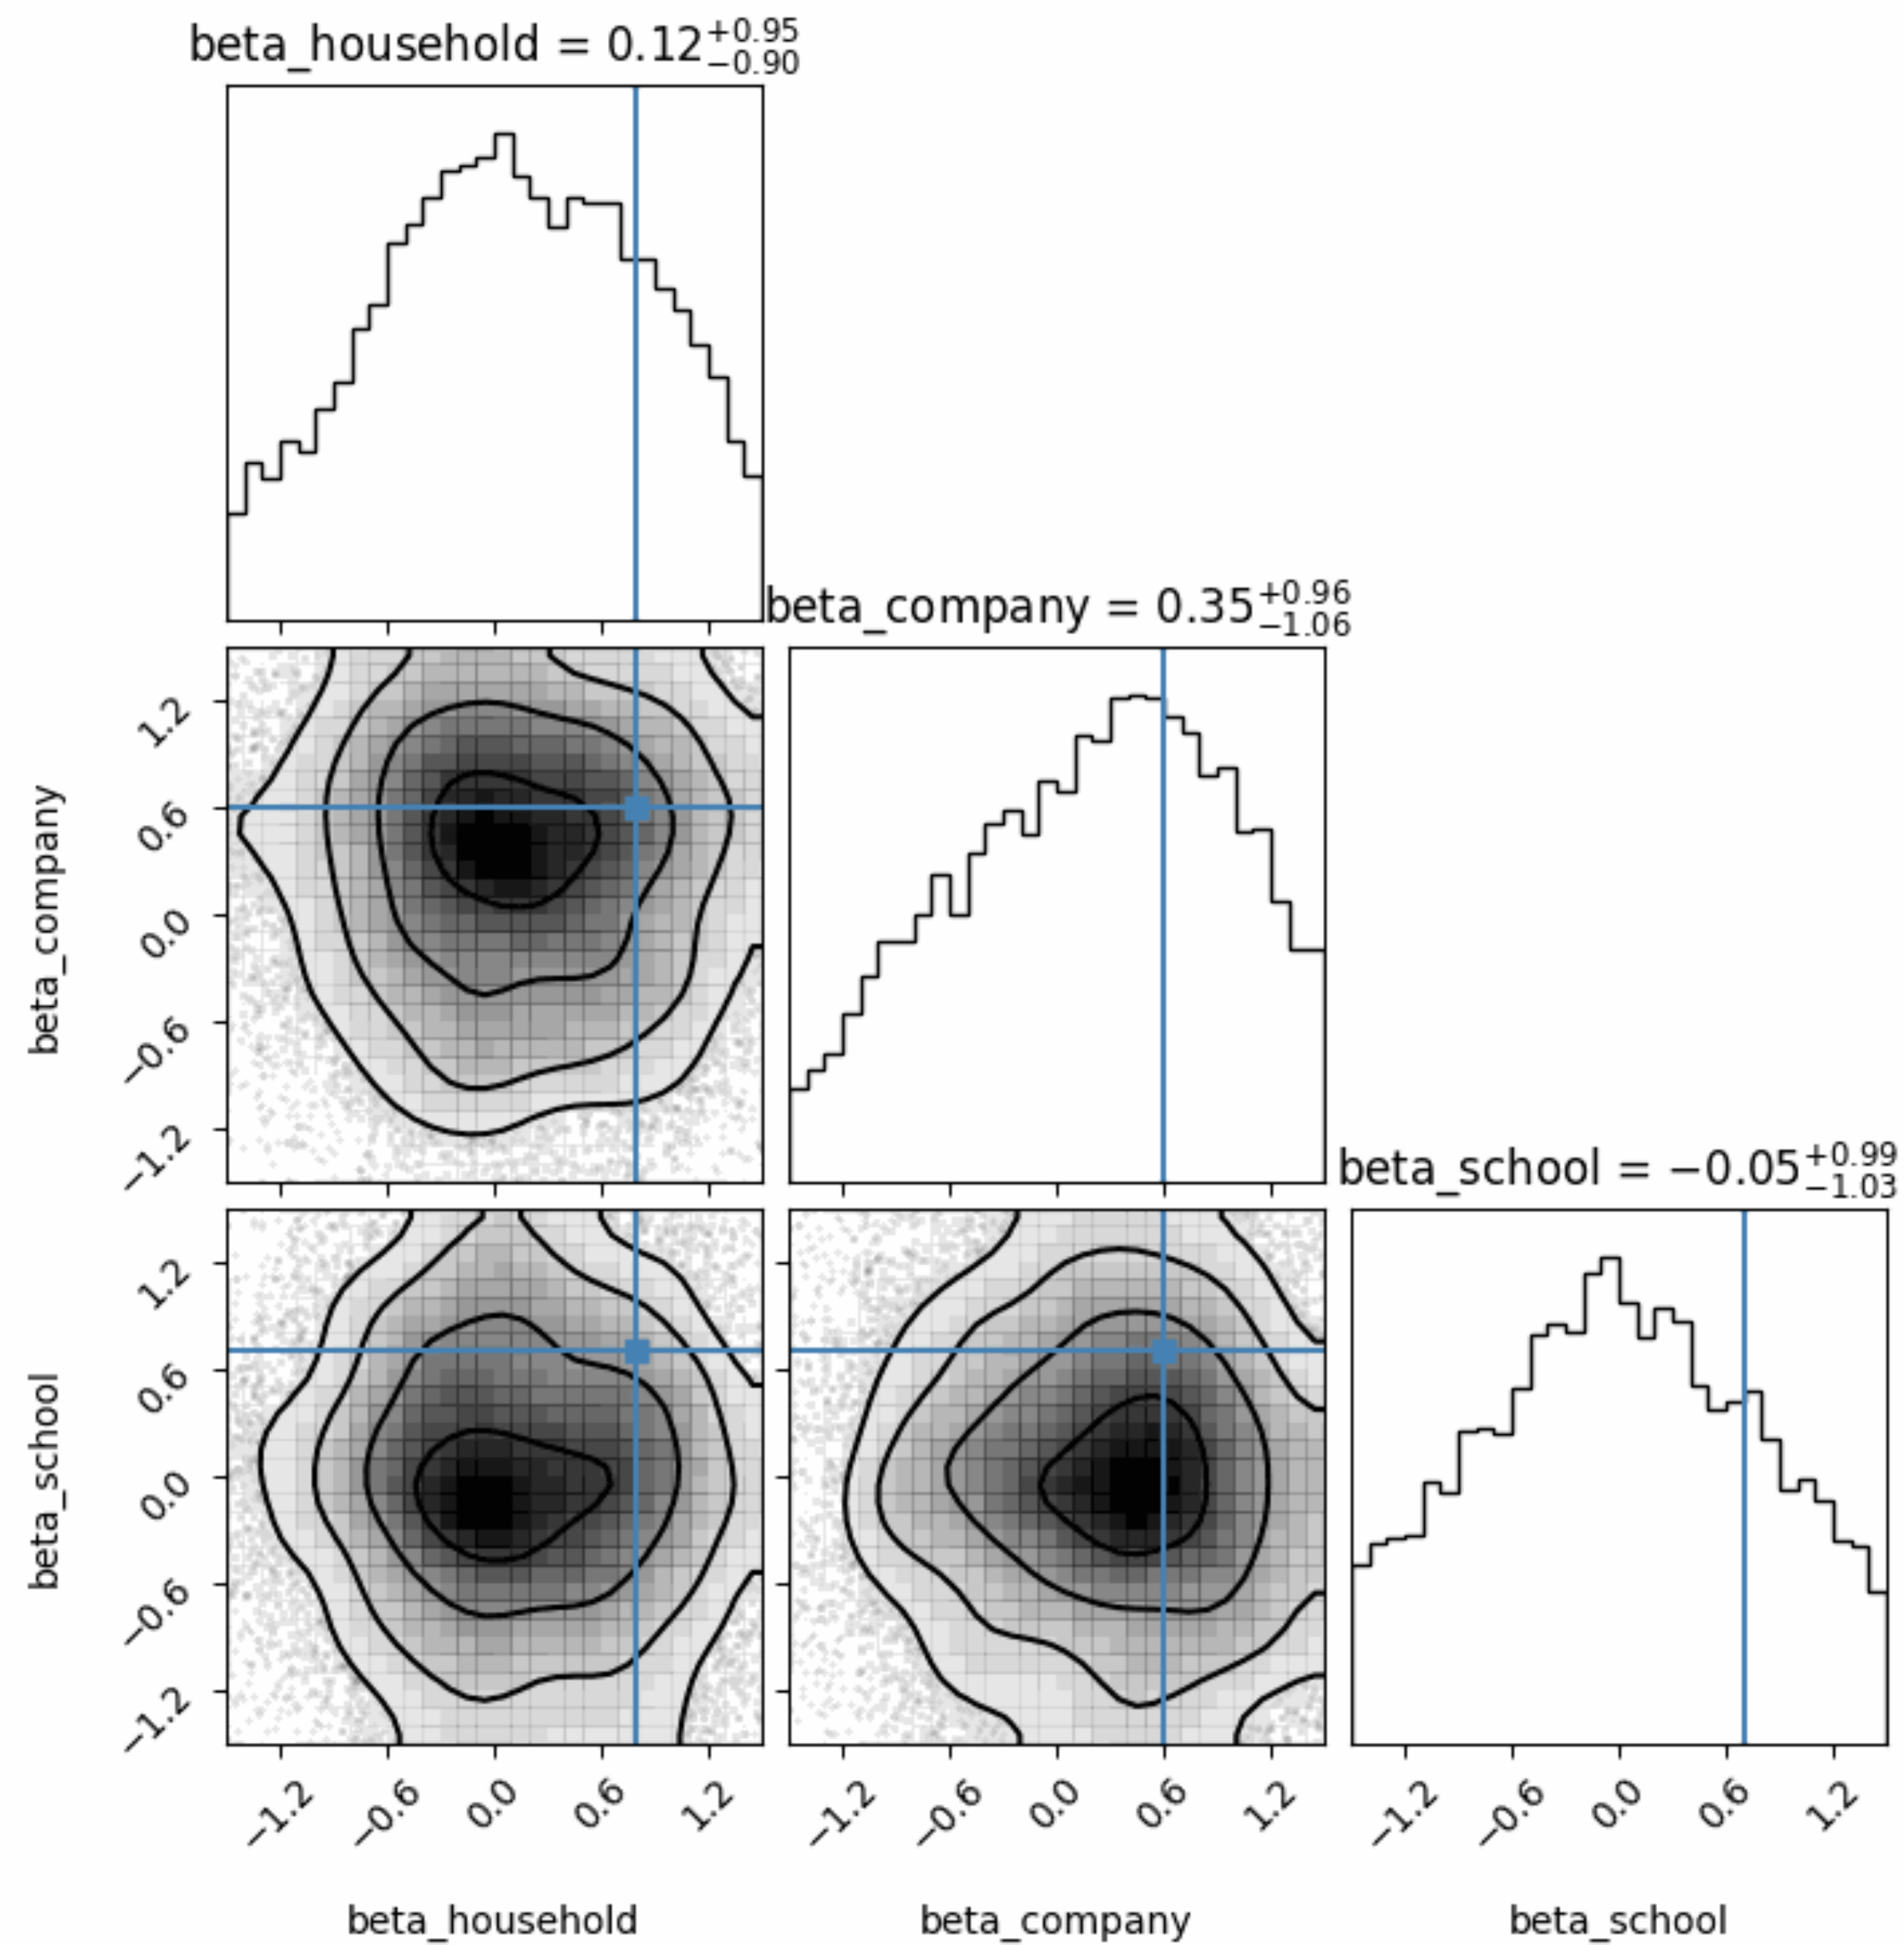 beta_household = 0.12 +0.95 −0.90
beta_company = 0.35 +0.96 −1.06
1.2
0.6
0.0
−0.6
−1.2
beta_company
beta_school = −0.05 +0.99 −1.03
1.2
0.6
0.0
−0.6
−1.2
beta_school
−1.2 −0.6 0.0 0.6 1.2 −1.2 −0.6 0.0 0.6 1.2 −1.2 −0.6 0.0 0.6 1.2
beta_household beta_company beta_school